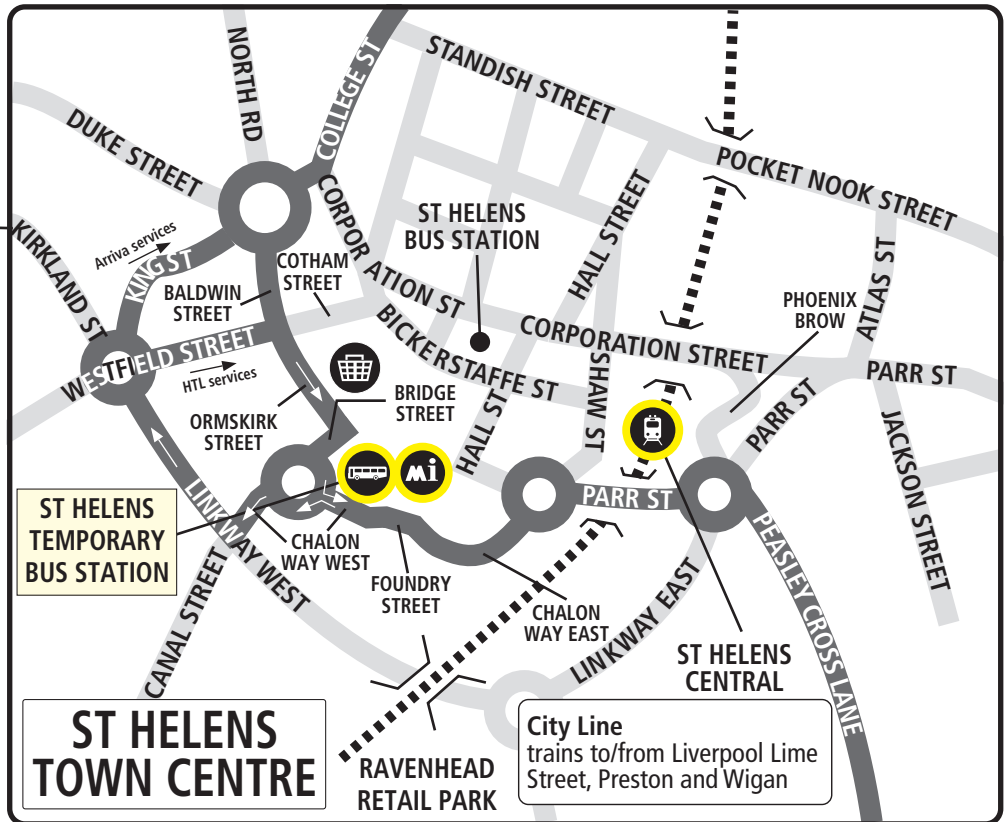 NORTH RD
COLLEGE ST
STANDISH STREET
DUKE STREET
POCKET NOOK STREET
KIRKLAND ST
Arriva services
KING ST
CORPORATION ST
ST HELENS
BUS STATION
HALL STREET
ATLAS ST
BALDWIN
STREET
COTHAM
STREET
PHOENIX
BROW
WESTFIELD STREET
HTL services
BICKERSTAFFE ST
CORPORATION STREET
PARR ST
ORMSKIRK
STREET
BRIDGE
STREET
HALL ST
SHAW ST
PARR ST
JACKSON STREET
Mi
PARR ST
ST HELENS
TEMPORARY
BUS STATION
LINKWAY WEST
CHALON
WAY WEST
FOUNDRY
STREET
CHALON
WAY EAST
LINKWAY EAST
PEASLEY CROSS LANE
CANAL STREET
ST HELENS
CENTRAL
ST HELENS
TOWN CENTRE
RAVENHEAD
RETAIL PARK
City Line
trains to/from Liverpool Lime
Street, Preston and Wigan